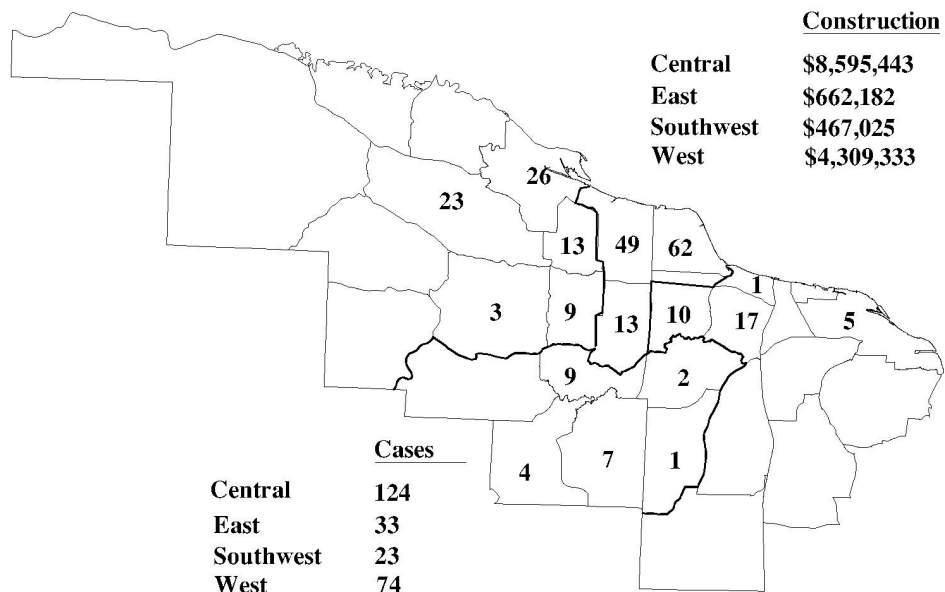 Construction
Central $8,595,443
East $662,182
Southwest $467,025
West $4,309,333
26
23
13 49 62
1
3 9 13 10 17 5
9 2
4 7 1
Cases
Central 124
East 33
Southwest 23
West 74